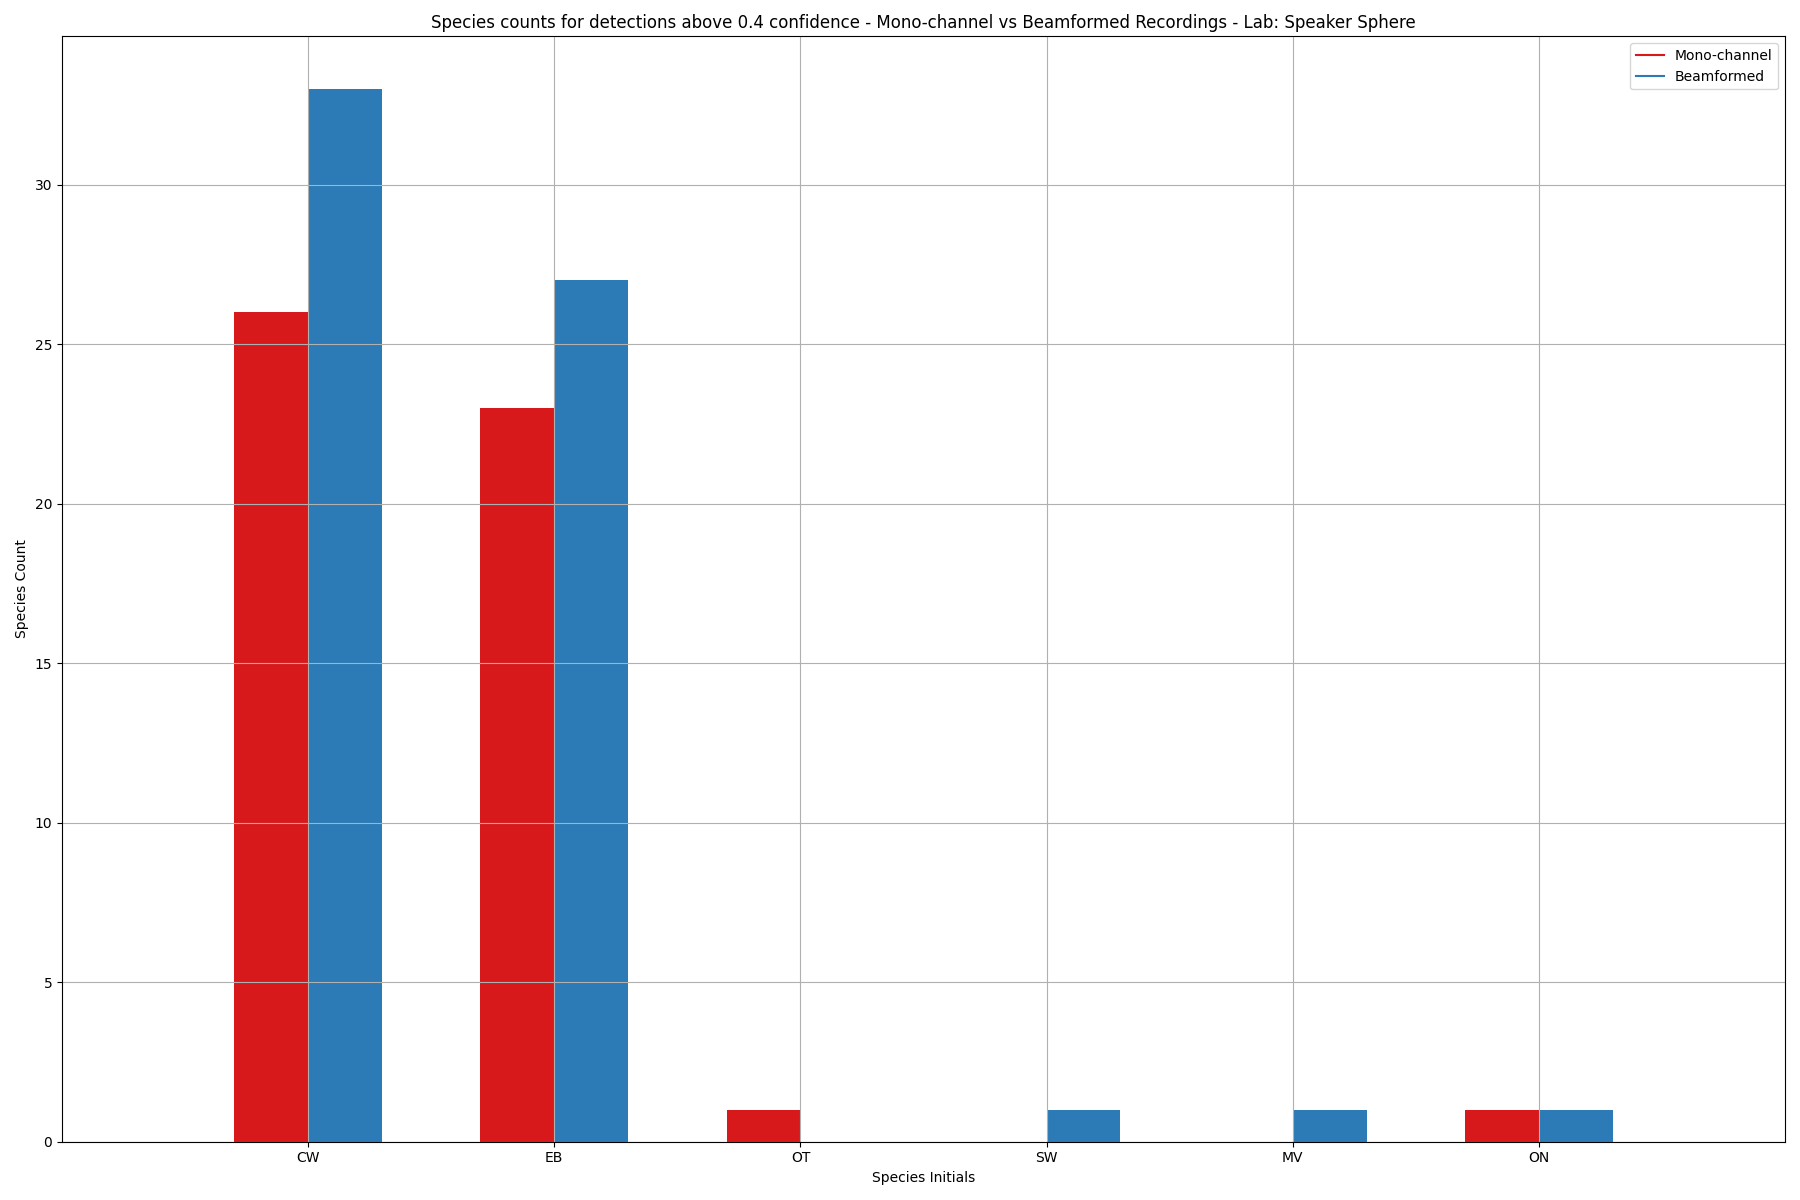 Species counts for detections above 0.4 confidence - Mono-channel vs Beamformed Recordings - Lab: Speaker Sphere
Mono-channel
Beamformed
30
25
20
15
10
5
0
Species Count
CW EB OT SW MV ON
Species Initials